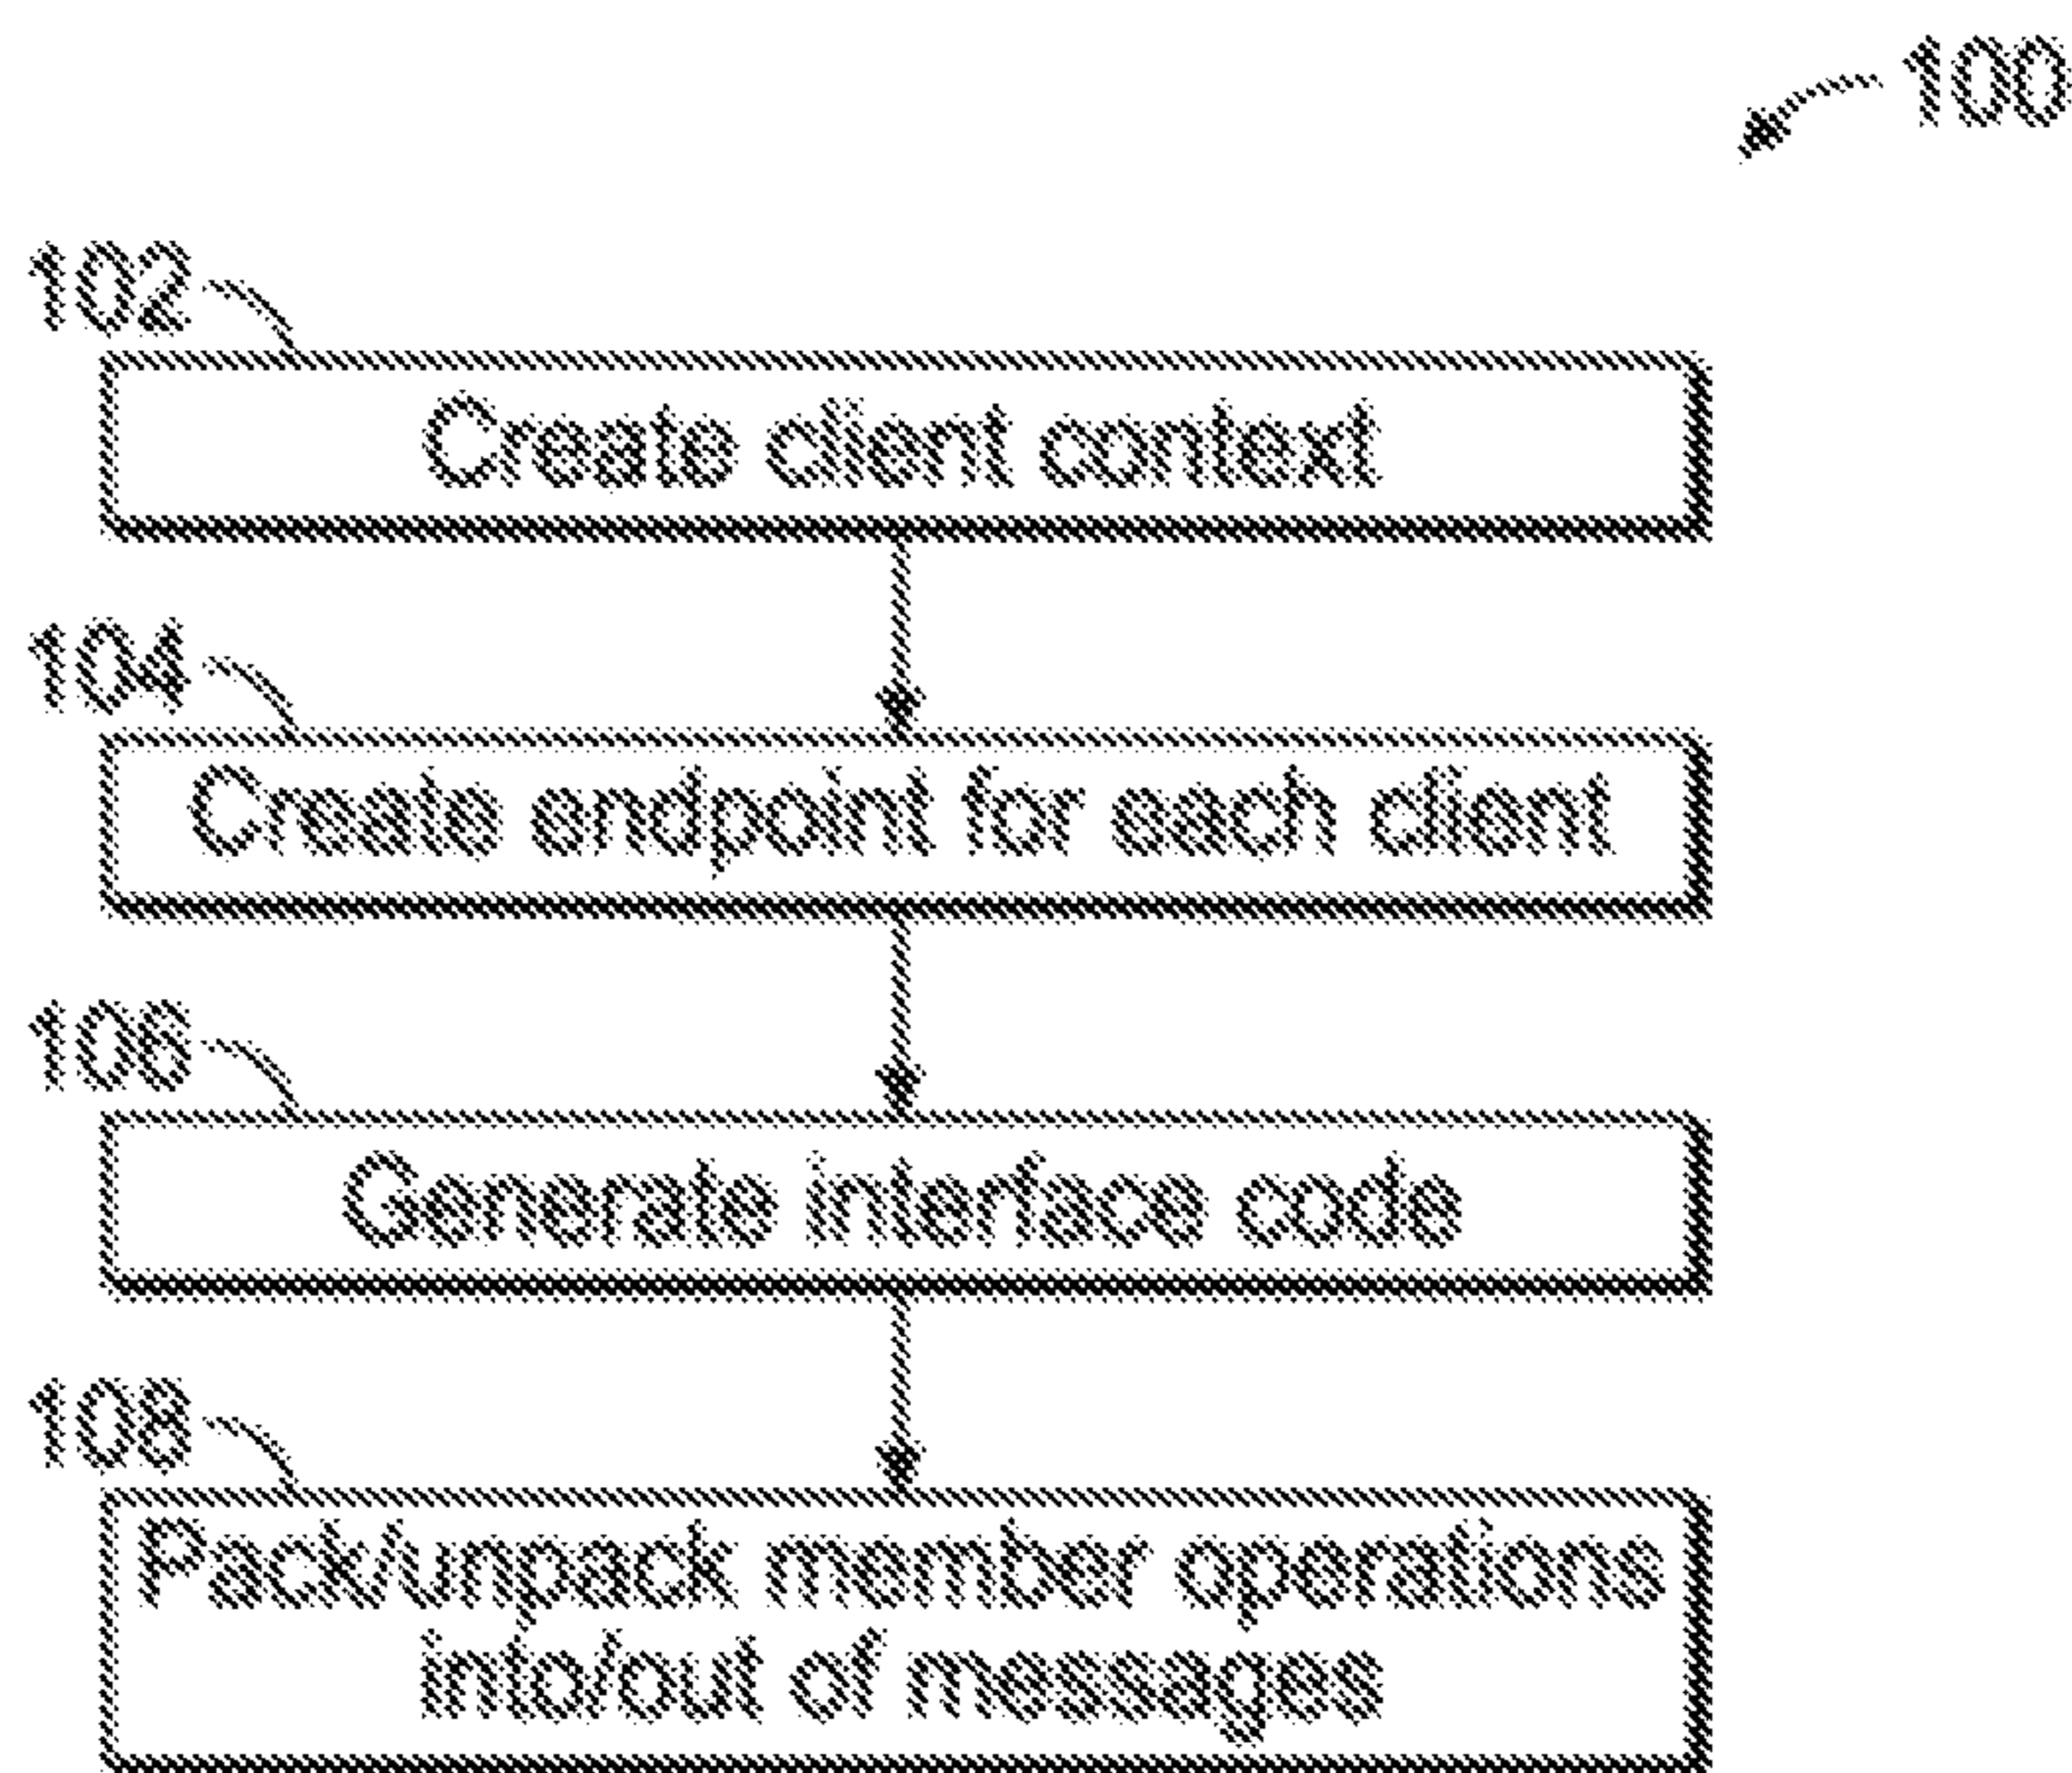 100
102
Create client context
104
Create endpoint for each client
106
Generate interface code
108
Pack/unpack member operations
into/out of messages